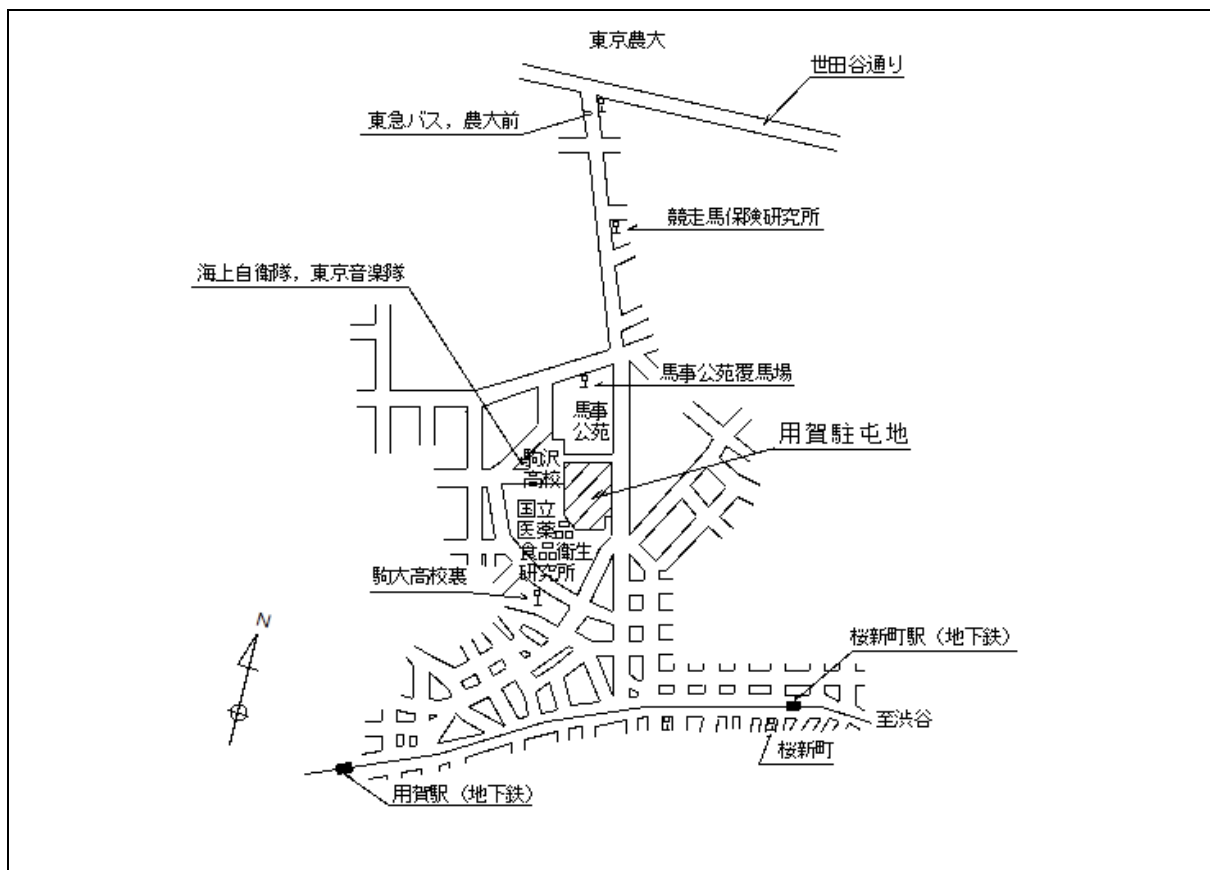 東京農大
世田谷通り
東急バス，農大前
競走馬保険研究所
海上自衛隊，東京音楽隊
馬事公苑覆馬場
馬事
公苑
用賀駐屯地
駒沢
高校
国立
医薬品
食品衛生
研究所
駒大高校裏
N
桜新町駅（地下鉄）
至渋谷
桜新町
用賀駅（地下鉄）